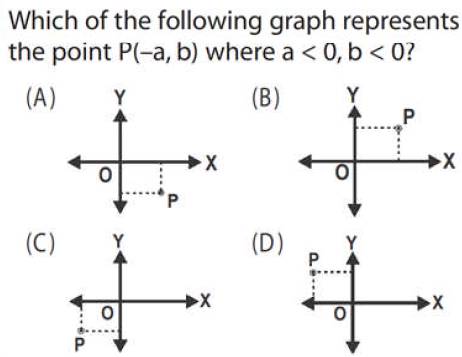 Which of the following graph represents
the point P(–a, b) where a < 0, b < 0?
(A) Y X O P
(B) Y P X O
(C) Y X O P
(D) Y P X O